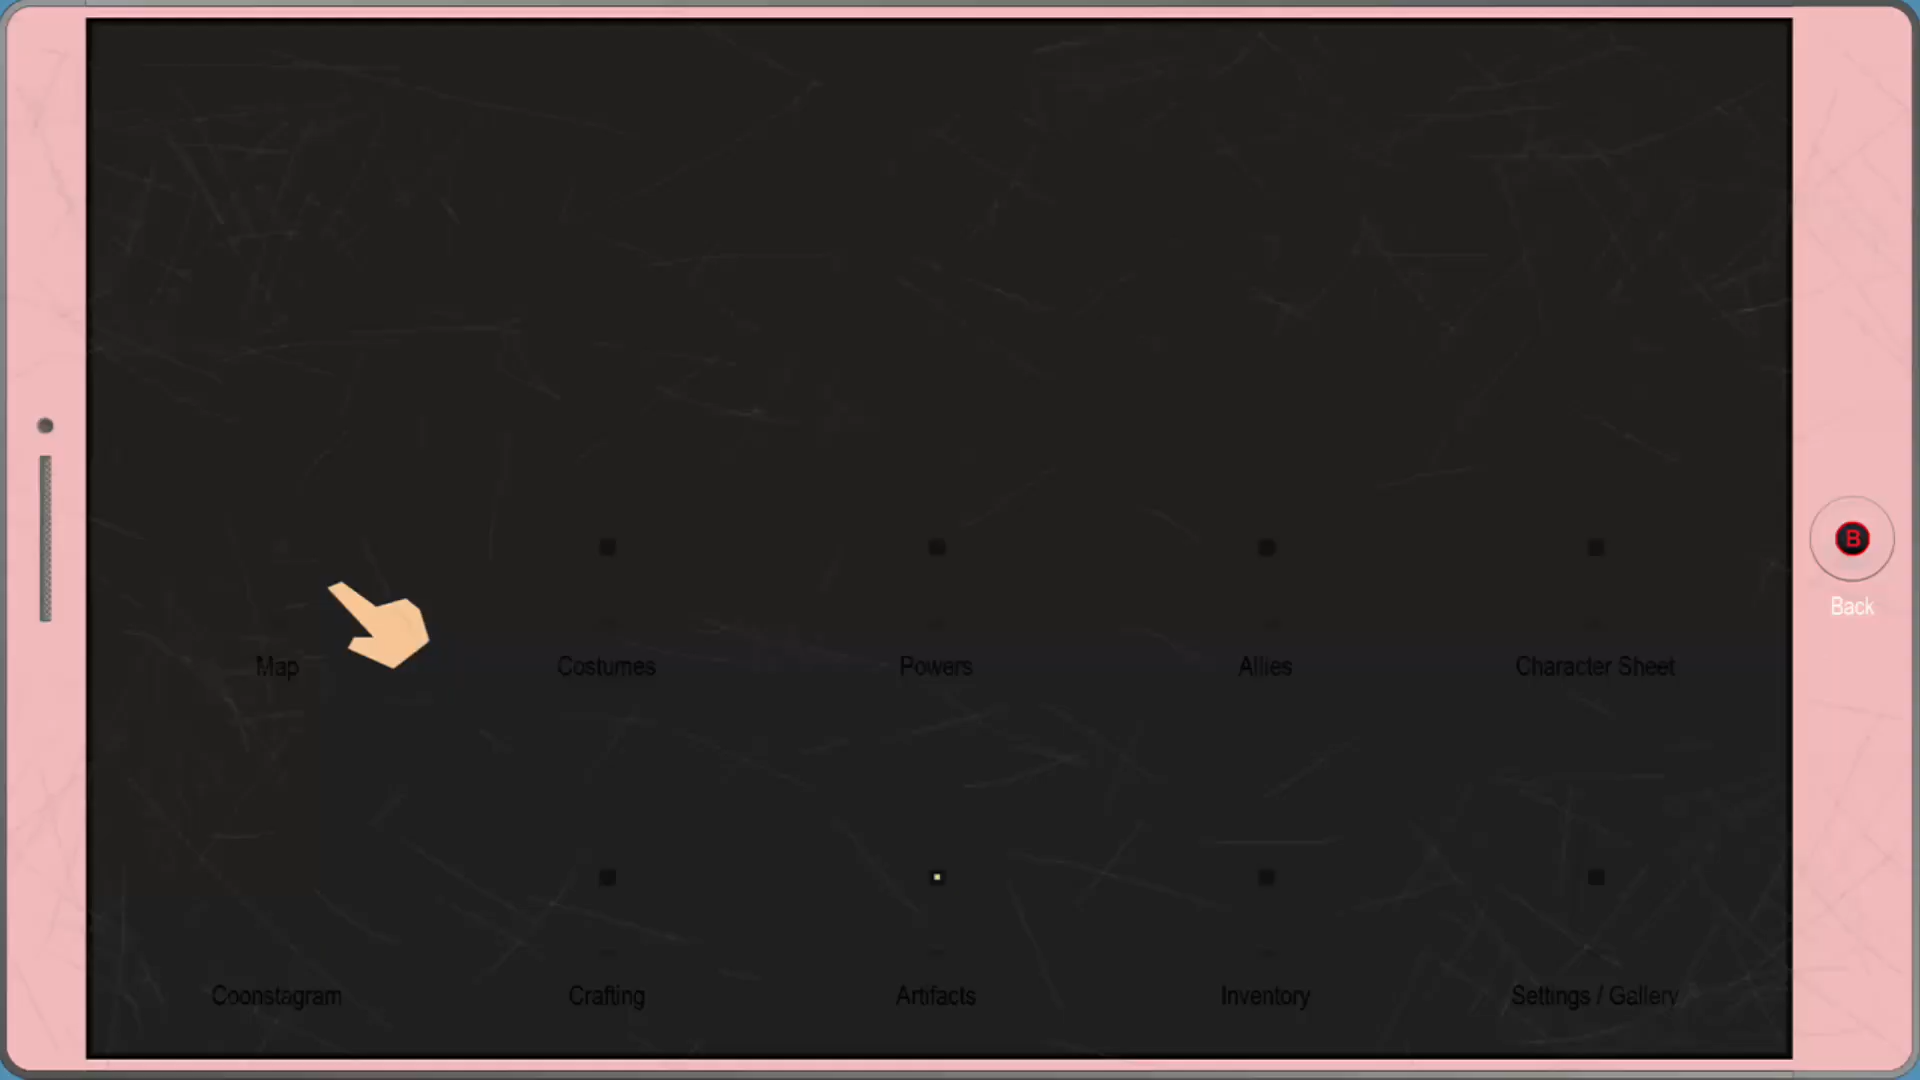 B
Back
Map
Costumes
Powers
Allies
Character Sheet
Coonstagram
Crafting
Artifacts
Inventory
Settings / Gallery